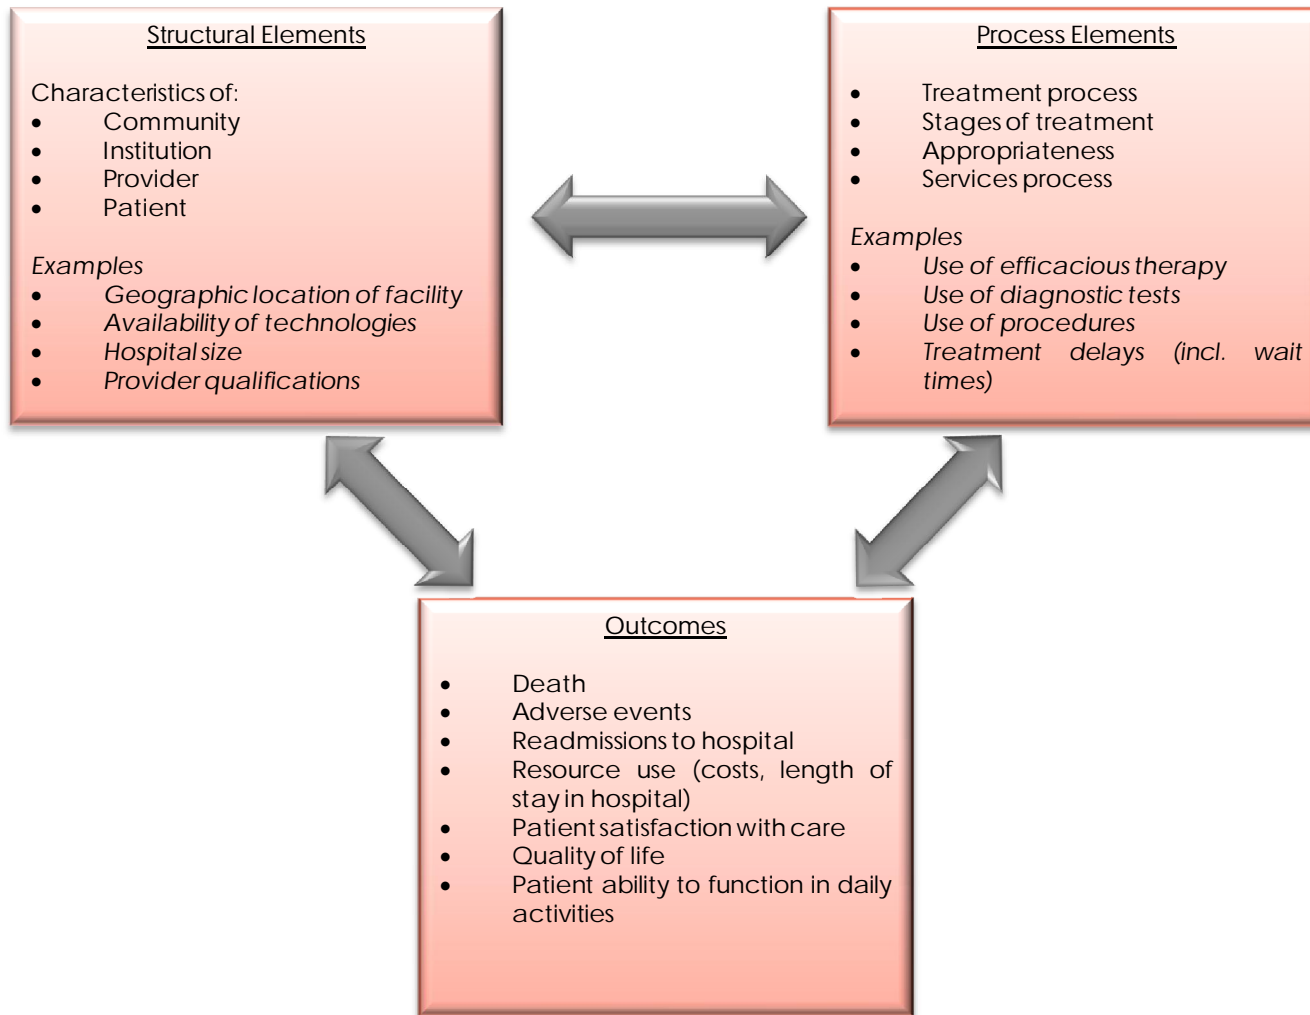 Structural Elements
Characteristics of:
• Community
• Institution
• Provider
• Patient
Examples
• Geographic location of facility
• Availability of technologies
• Hospital size
• Provider qualifications
Process Elements
• Treatment process
• Stages of treatment
• Appropriateness
• Services process
Examples
• Use of efficacious therapy
• Use of diagnostic tests
• Use of procedures
• Treatment delays (incl. wait
times)
Outcomes
• Death
• Adverse events
• Readmissions to hospital
• Resource use (costs, length of
stay in hospital)
• Patient satisfaction with care
• Quality of life
• Patient ability to function in daily
activities